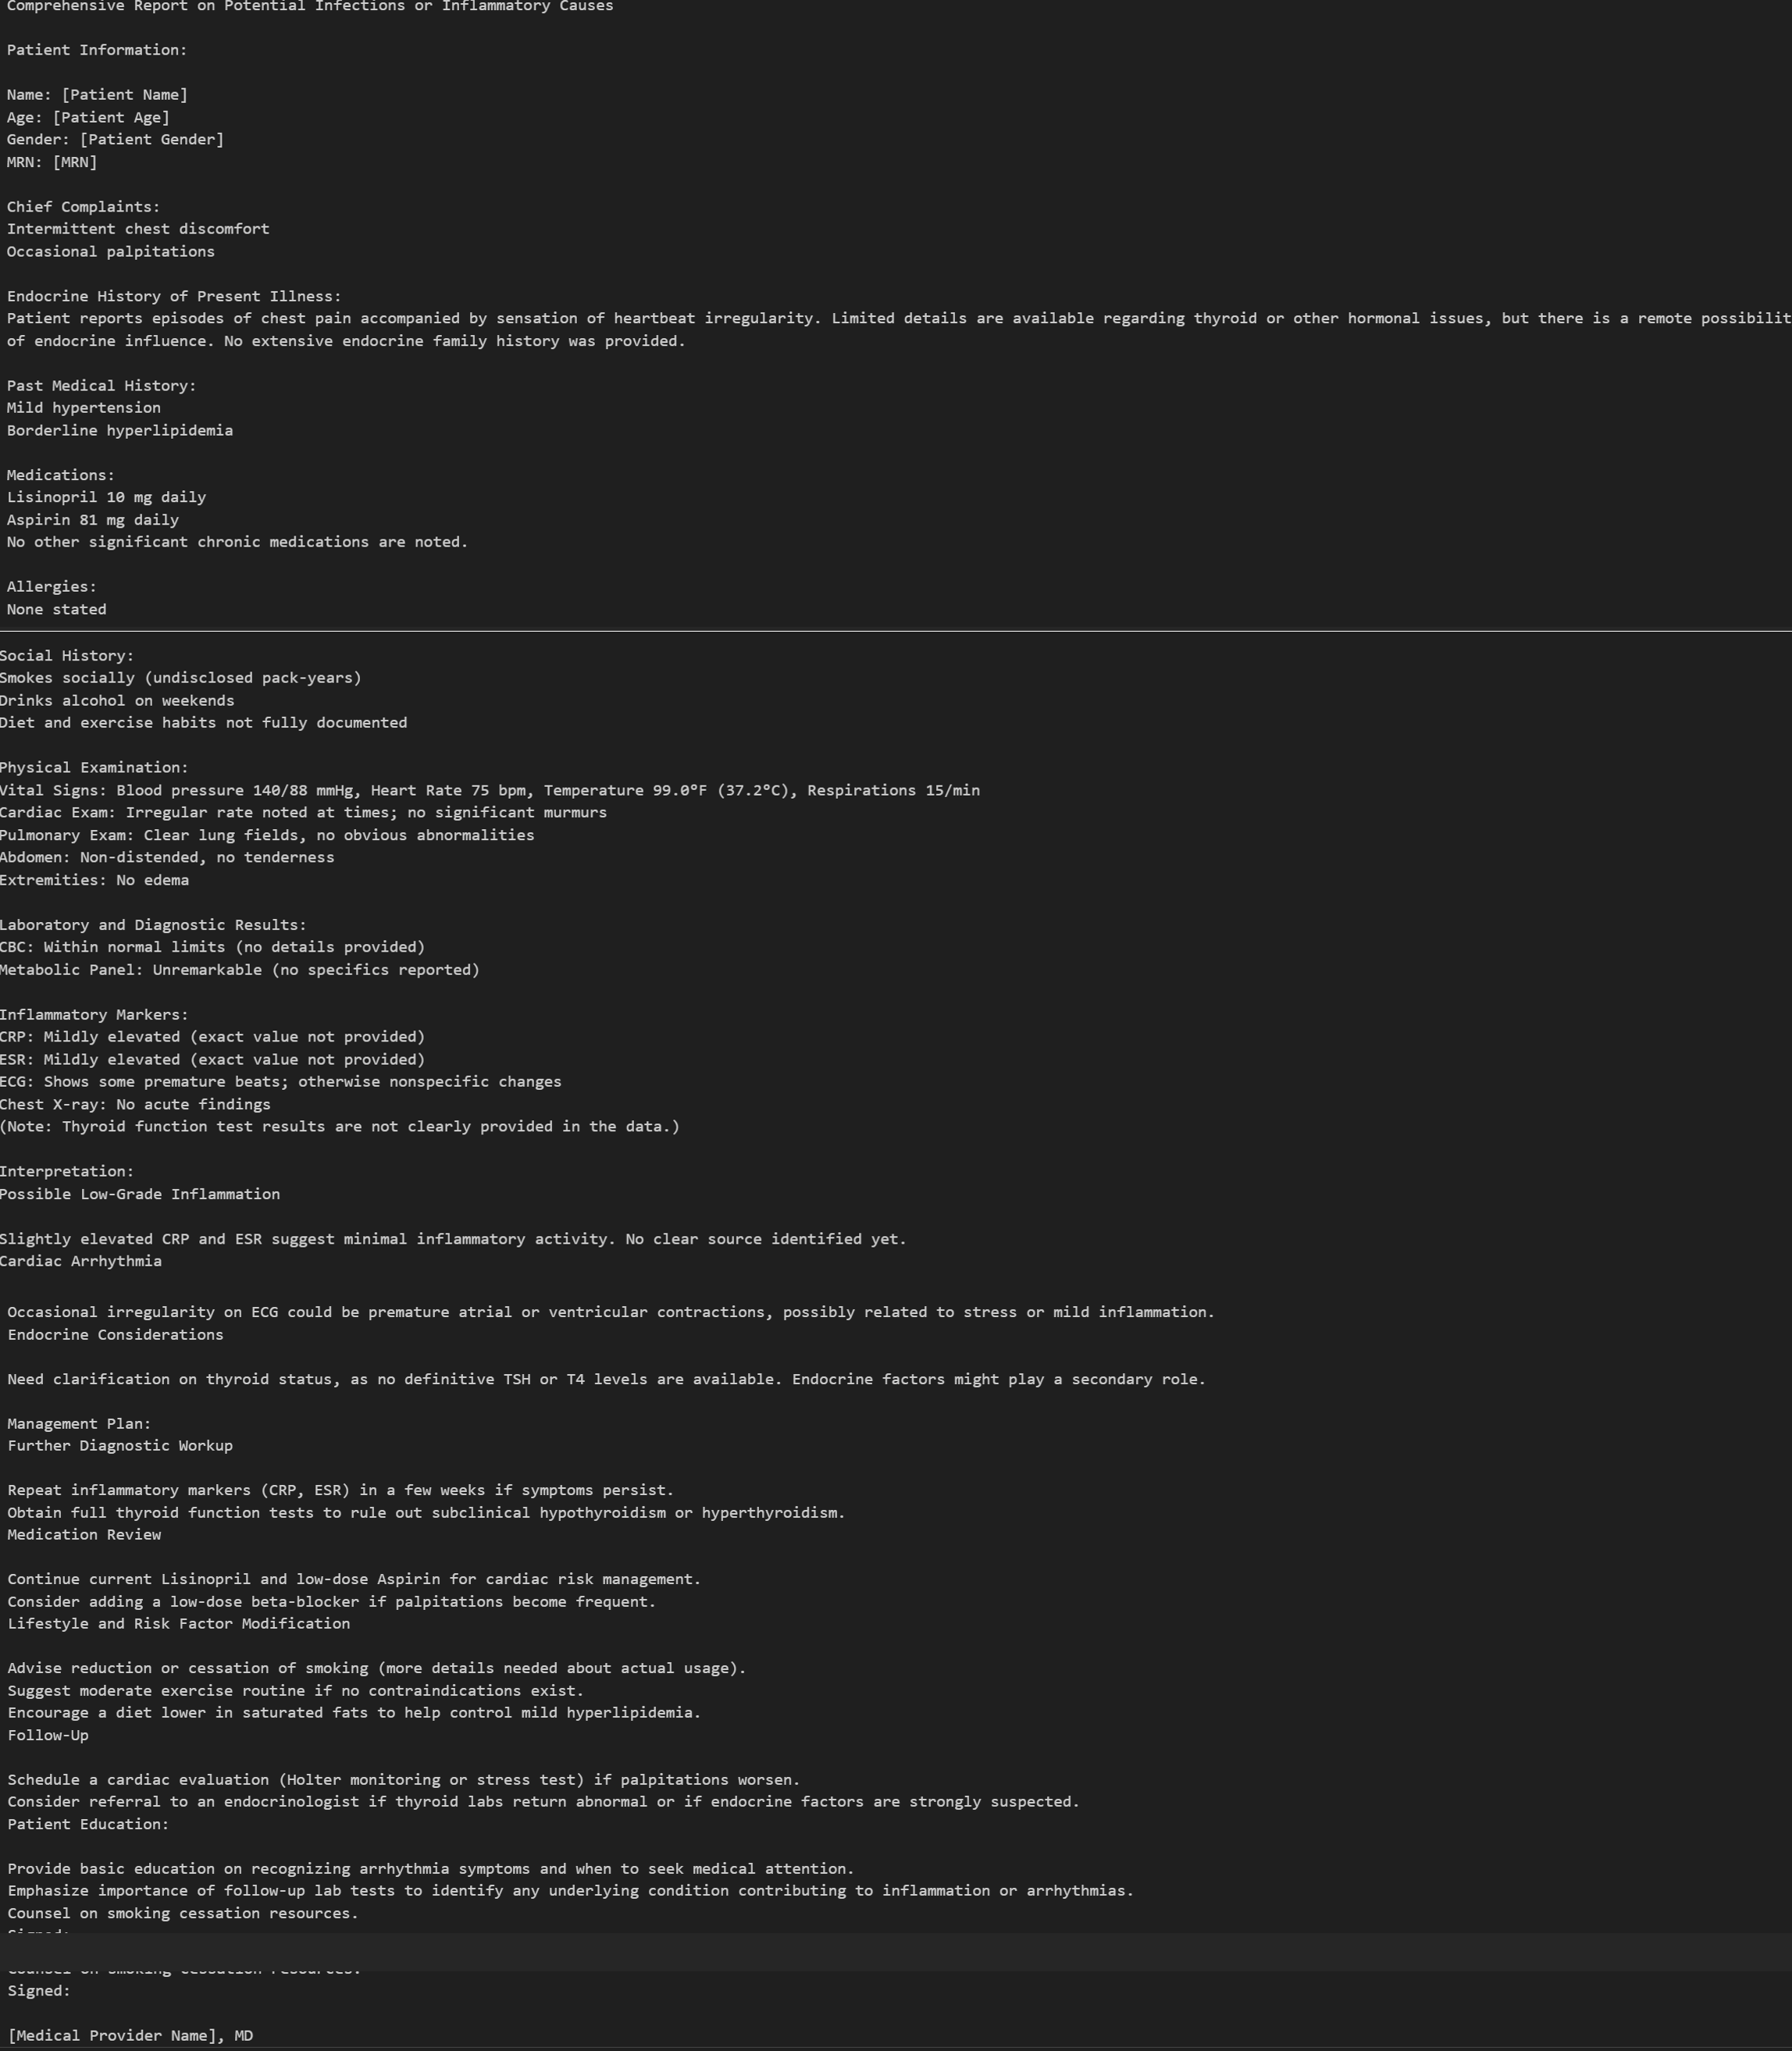 Comprehensive Report on Potential Infections or Inflammatory Causes
Patient Information:
Name: [Patient Name]
Age: [Patient Age]
Gender: [Patient Gender]
MRN: [MRN]
Chief Complaints:
Intermittent chest discomfort
Occasional palpitations
Endocrine History of Present Illness:
Patient reports episodes of chest pain accompanied by sensation of heartbeat irregularity. Limited details are available regarding thyroid or other hormonal issues, but there is a remote possibilit
of endocrine influence. No extensive endocrine family history was provided.
Past Medical History:
Mild hypertension
Borderline hyperlipidemia
Medications:
Lisinopril 10 mg daily
Aspirin 81 mg daily
No other significant chronic medications are noted.
Allergies:
None stated
Social History:
Smokes socially (undisclosed pack-years)
Drinks alcohol on weekends
Diet and exercise habits not fully documented
Physical Examination:
Vital Signs: Blood pressure 140/88 mmHg, Heart Rate 75 bpm, Temperature 99.0°F (37.2°C), Respirations 15/min
Cardiac Exam: Irregular rate noted at times; no significant murmurs
Pulmonary Exam: Clear lung fields, no obvious abnormalities
Abdomen: Non-distended, no tenderness
Extremities: No edema
Laboratory and Diagnostic Results:
CBC: Within normal limits (no details provided)
Metabolic Panel: Unremarkable (no specifics reported)
Inflammatory Markers:
CRP: Mildly elevated (exact value not provided)
ESR: Mildly elevated (exact value not provided)
ECG: Shows some premature beats; otherwise nonspecific changes
Chest X-ray: No acute findings
(Note: Thyroid function test results are not clearly provided in the data.)
Interpretation:
Possible Low-Grade Inflammation
Slightly elevated CRP and ESR suggest minimal inflammatory activity. No clear source identified yet.
Cardiac Arrhythmia
Occasional irregularity on ECG could be premature atrial or ventricular contractions, possibly related to stress or mild inflammation.
Endocrine Considerations
Need clarification on thyroid status, as no definitive TSH or T4 levels are available. Endocrine factors might play a secondary role.
Management Plan:
Further Diagnostic Workup
Repeat inflammatory markers (CRP, ESR) in a few weeks if symptoms persist.
Obtain full thyroid function tests to rule out subclinical hypothyroidism or hyperthyroidism.
Medication Review
Continue current Lisinopril and low-dose Aspirin for cardiac risk management.
Consider adding a low-dose beta-blocker if palpitations become frequent.
Lifestyle and Risk Factor Modification
Advise reduction or cessation of smoking (more details needed about actual usage).
Suggest moderate exercise routine if no contraindications exist.
Encourage a diet lower in saturated fats to help control mild hyperlipidemia.
Follow-Up
Schedule a cardiac evaluation (Holter monitoring or stress test) if palpitations worsen.
Consider referral to an endocrinologist if thyroid labs return abnormal or if endocrine factors are strongly suspected.
Patient Education:
Provide basic education on recognizing arrhythmia symptoms and when to seek medical attention.
Emphasize importance of follow-up lab tests to identify any underlying condition contributing to inflammation or arrhythmias.
Counsel on smoking cessation resources.
Signed:
Counsel on smoking cessation resources.
Signed:
[Medical Provider Name], MD